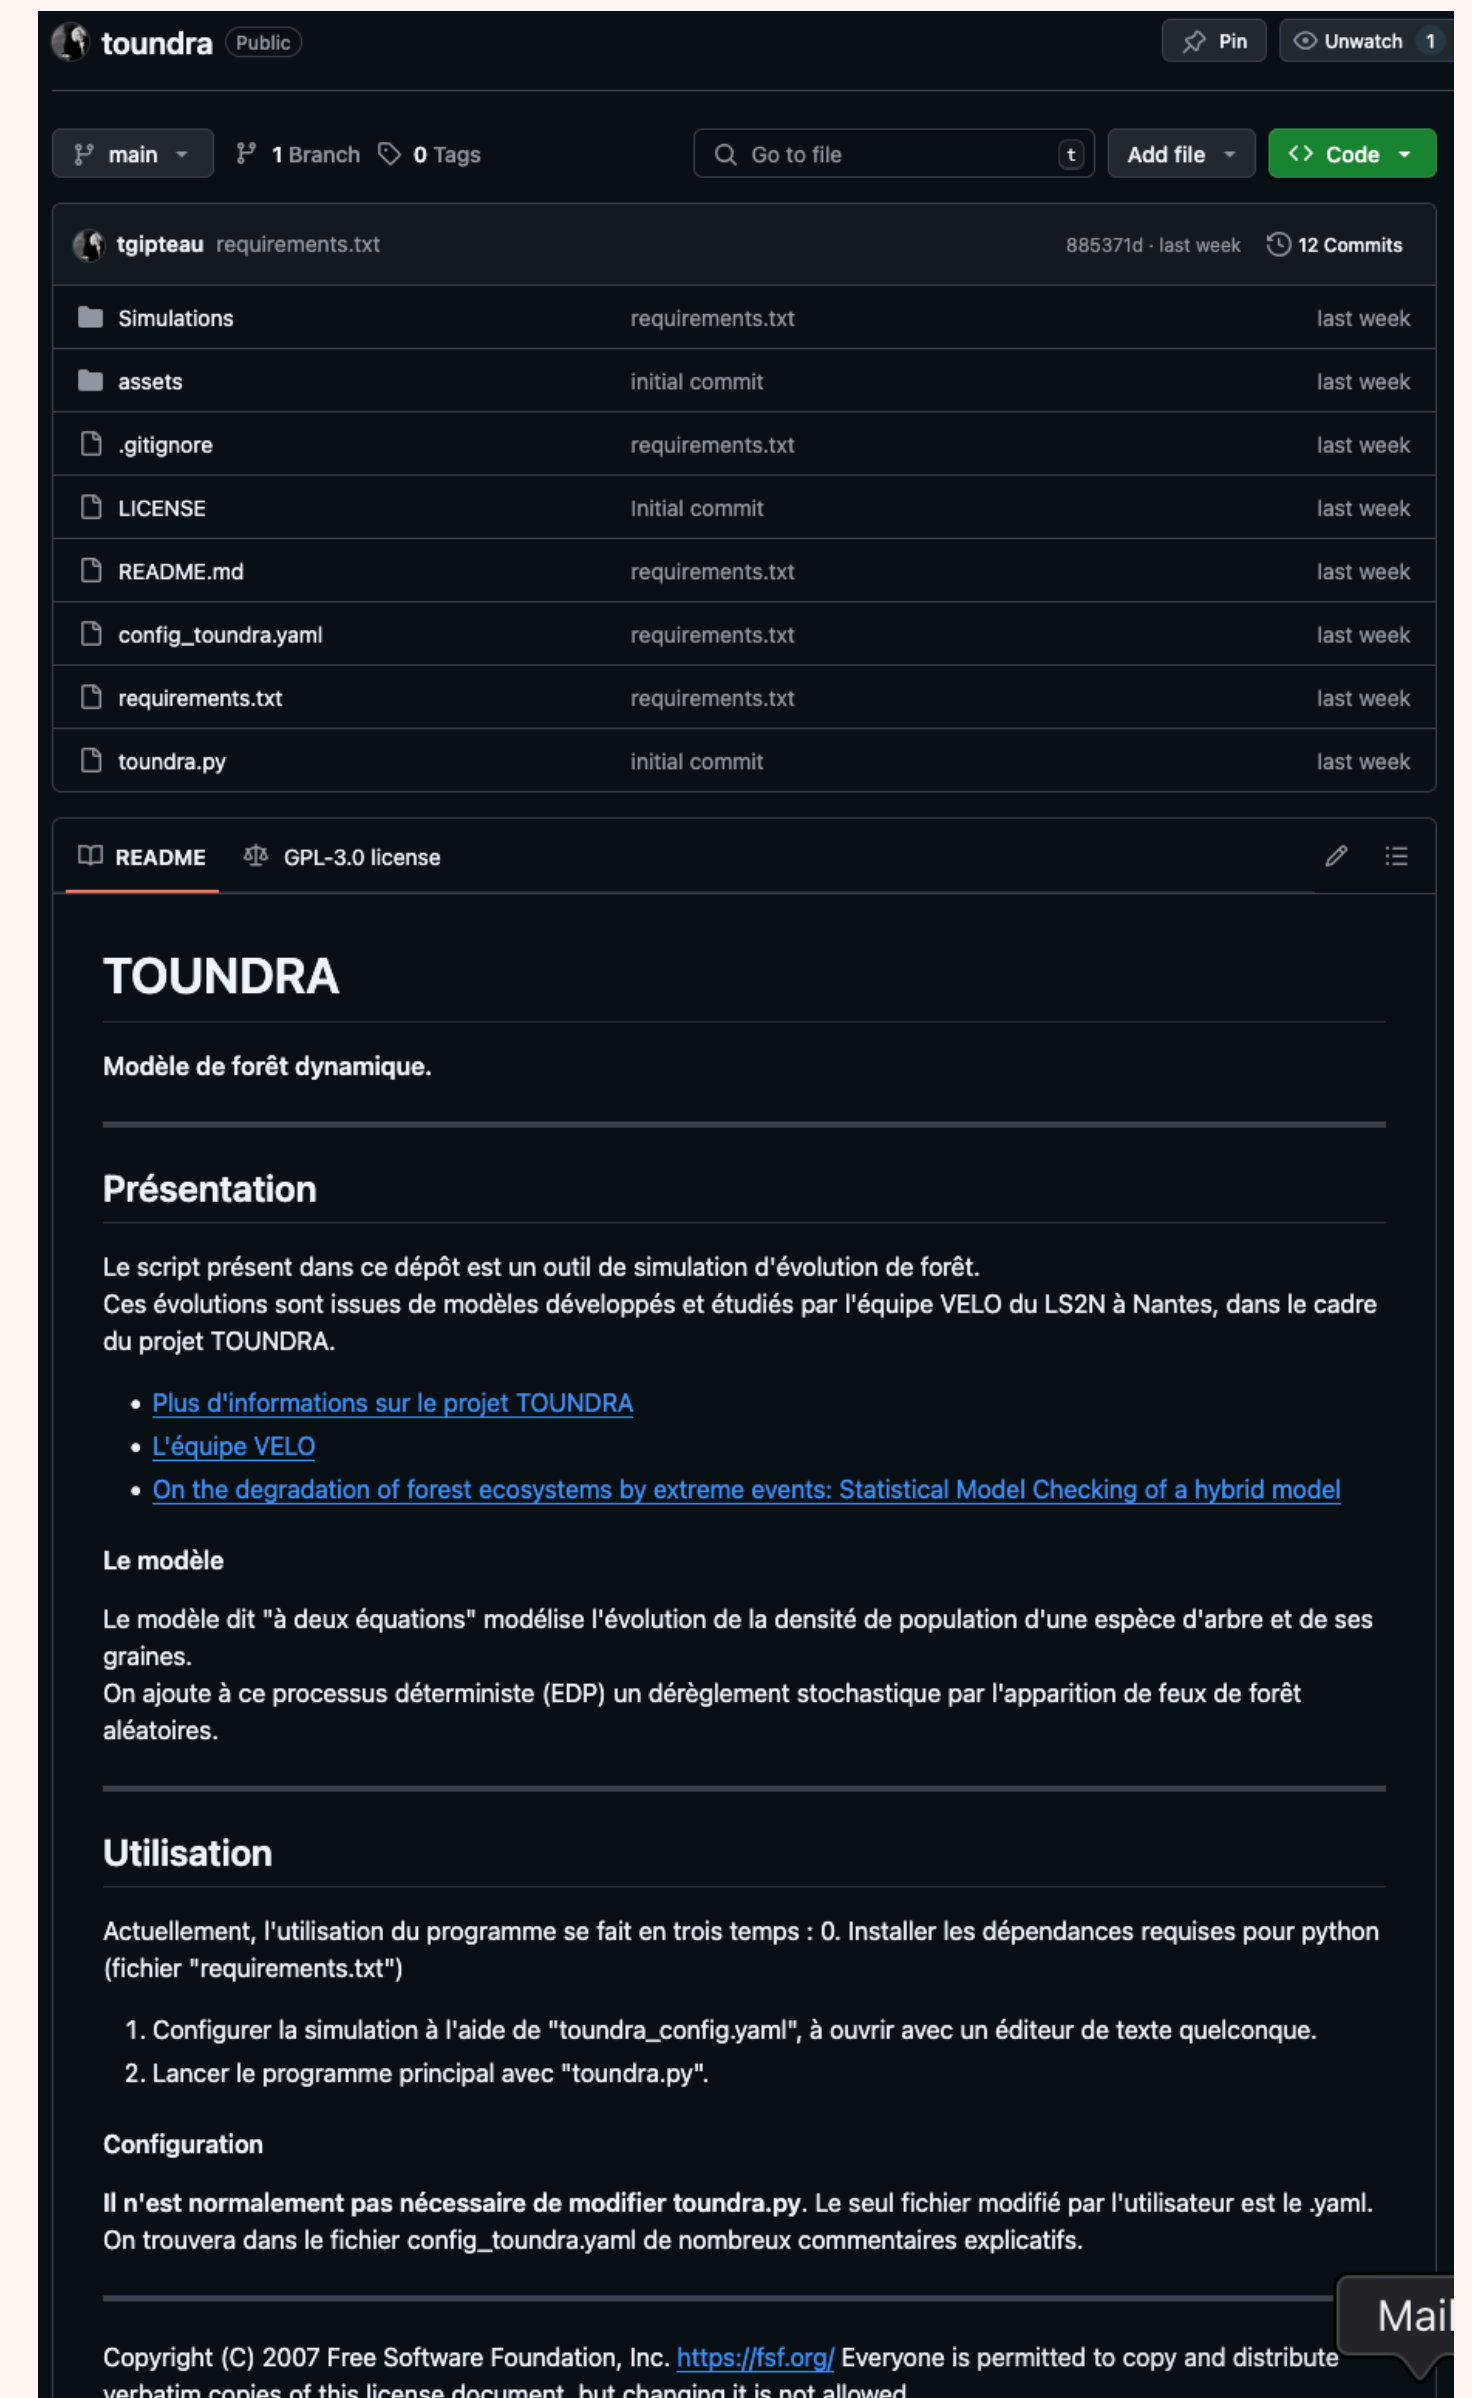 toundra Public Pin Unwatch 1
main 1 Branch 0 Tags Go to file t Add file Code
tgipteau requirements.txt 885371d · last week 12 Commits
Simulations requirements.txt last week
assets initial commit last week
.gitignore requirements.txt last week
LICENSE Initial commit last week
README.md requirements.txt last week
config_toundra.yaml requirements.txt last week
requirements.txt requirements.txt last week
toundra.py initial commit last week
README GPL-3.0 license
TOUNDRA
Modèle de forêt dynamique.
Présentation
Le script présent dans ce dépôt est un outil de simulation d'évolution de forêt.
Ces évolutions sont issues de modèles développés et étudiés par l'équipe VELO du LS2N à Nantes, dans le cadre
du projet TOUNDRA.
• Plus d'informations sur le projet TOUNDRA
• L'équipe VELO
• On the degradation of forest ecosystems by extreme events: Statistical Model Checking of a hybrid model
Le modèle
Le modèle dit "à deux équations" modélise l'évolution de la densité de population d'une espèce d'arbre et de ses
graines.
On ajoute à ce processus déterministe (EDP) un dérèglement stochastique par l'apparition de feux de forêt
aléatoires.
Utilisation
Actuellement, l'utilisation du programme se fait en trois temps : 0. Installer les dépendances requises pour python
(fichier "requirements.txt")
1. Configurer la simulation à l'aide de "toundra_config.yaml", à ouvrir avec un éditeur de texte quelconque.
2. Lancer le programme principal avec "toundra.py".
Configuration
Il n'est normalement pas nécessaire de modifier toundra.py. Le seul fichier modifié par l'utilisateur est le .yaml.
On trouvera dans le fichier config_toundra.yaml de nombreux commentaires explicatifs.
Mail
Copyright (C) 2007 Free Software Foundation, Inc. https://fsf.org/ Everyone is permitted to copy and distribute
verbatim copies of this license document, but changing it is not allowed.